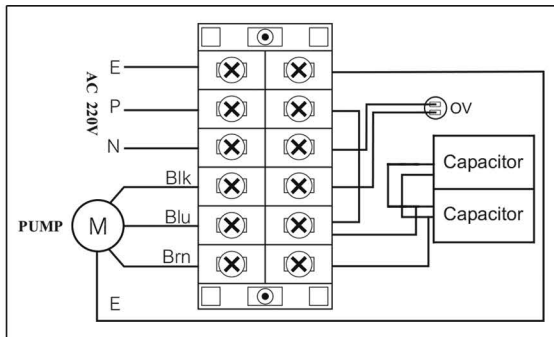 E
AC 220V
P
N
OV
Capacitor
Blk
Capacitor
Blu
PUMP
M
Brn
E